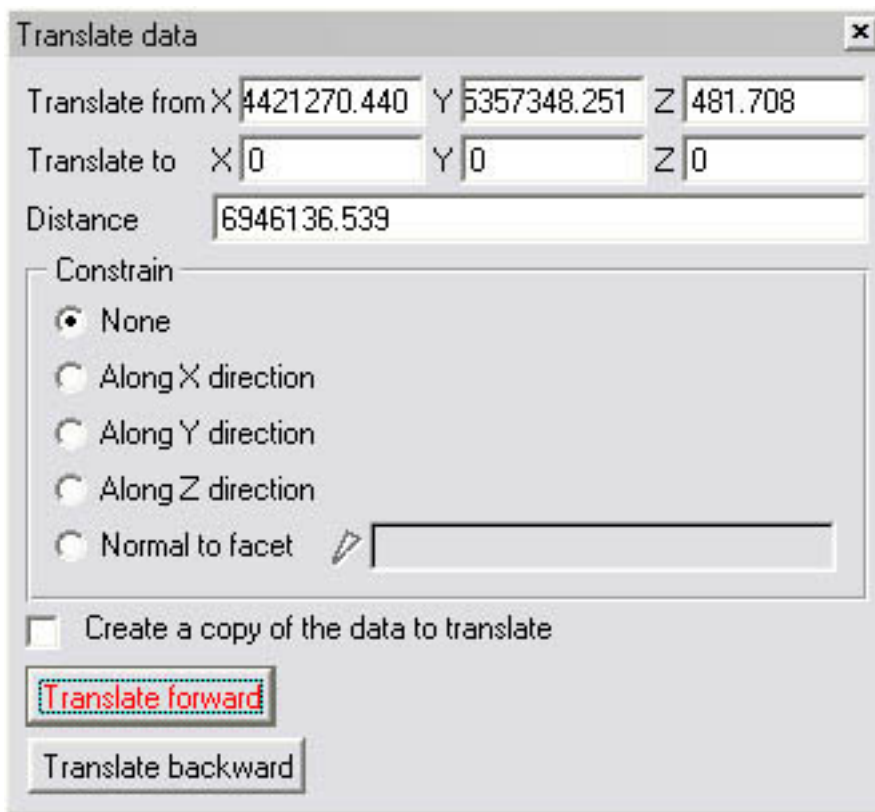 Translate data
Translate from X 4421270.440 Y 5357348.251 Z 481.708
Translate to X 0 Y 0 Z 0
Distance 6946136.539
Constrain
None
Along X direction
Along Y direction
Along Z direction
Normal to facet
Create a copy of the data to translate
Translate forward
Translate backward